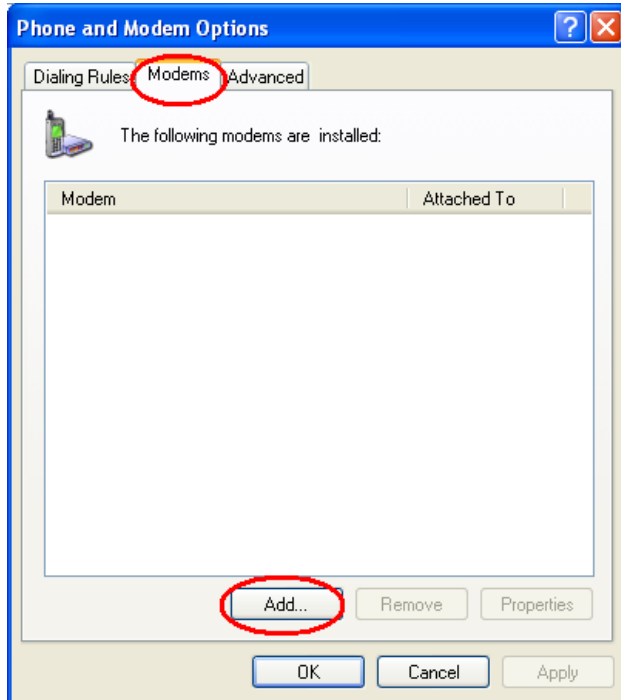 Phone and Modem Options
Dialing Rules Modems Advanced
The following modems are installed:
Modem Attached To
Add... Remove Properties
OK Cancel Apply